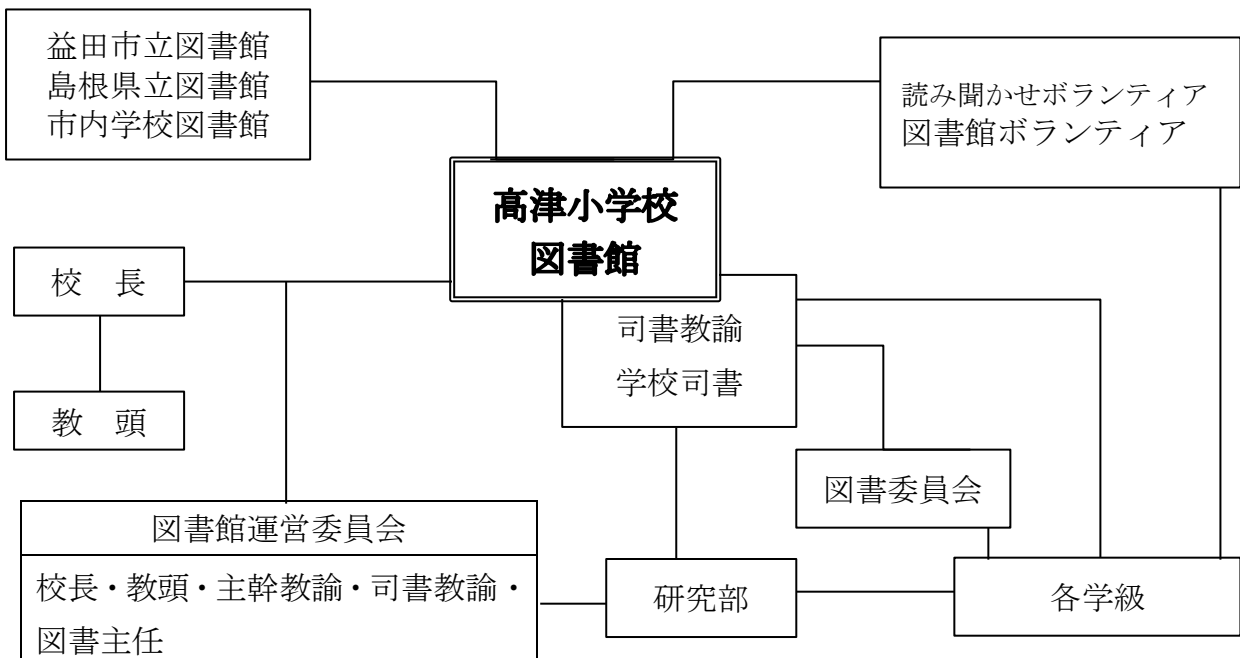 益田市立図書館
島根県立図書館
市内学校図書館
読み聞かせボランティア
図書館ボランティア
高津小学校
図書館
校　長
司書教諭
学校司書
教　頭
図書委員会
図書館運営委員会
校長・教頭・主幹教諭・司書教諭・
図書主任
研究部
各学級